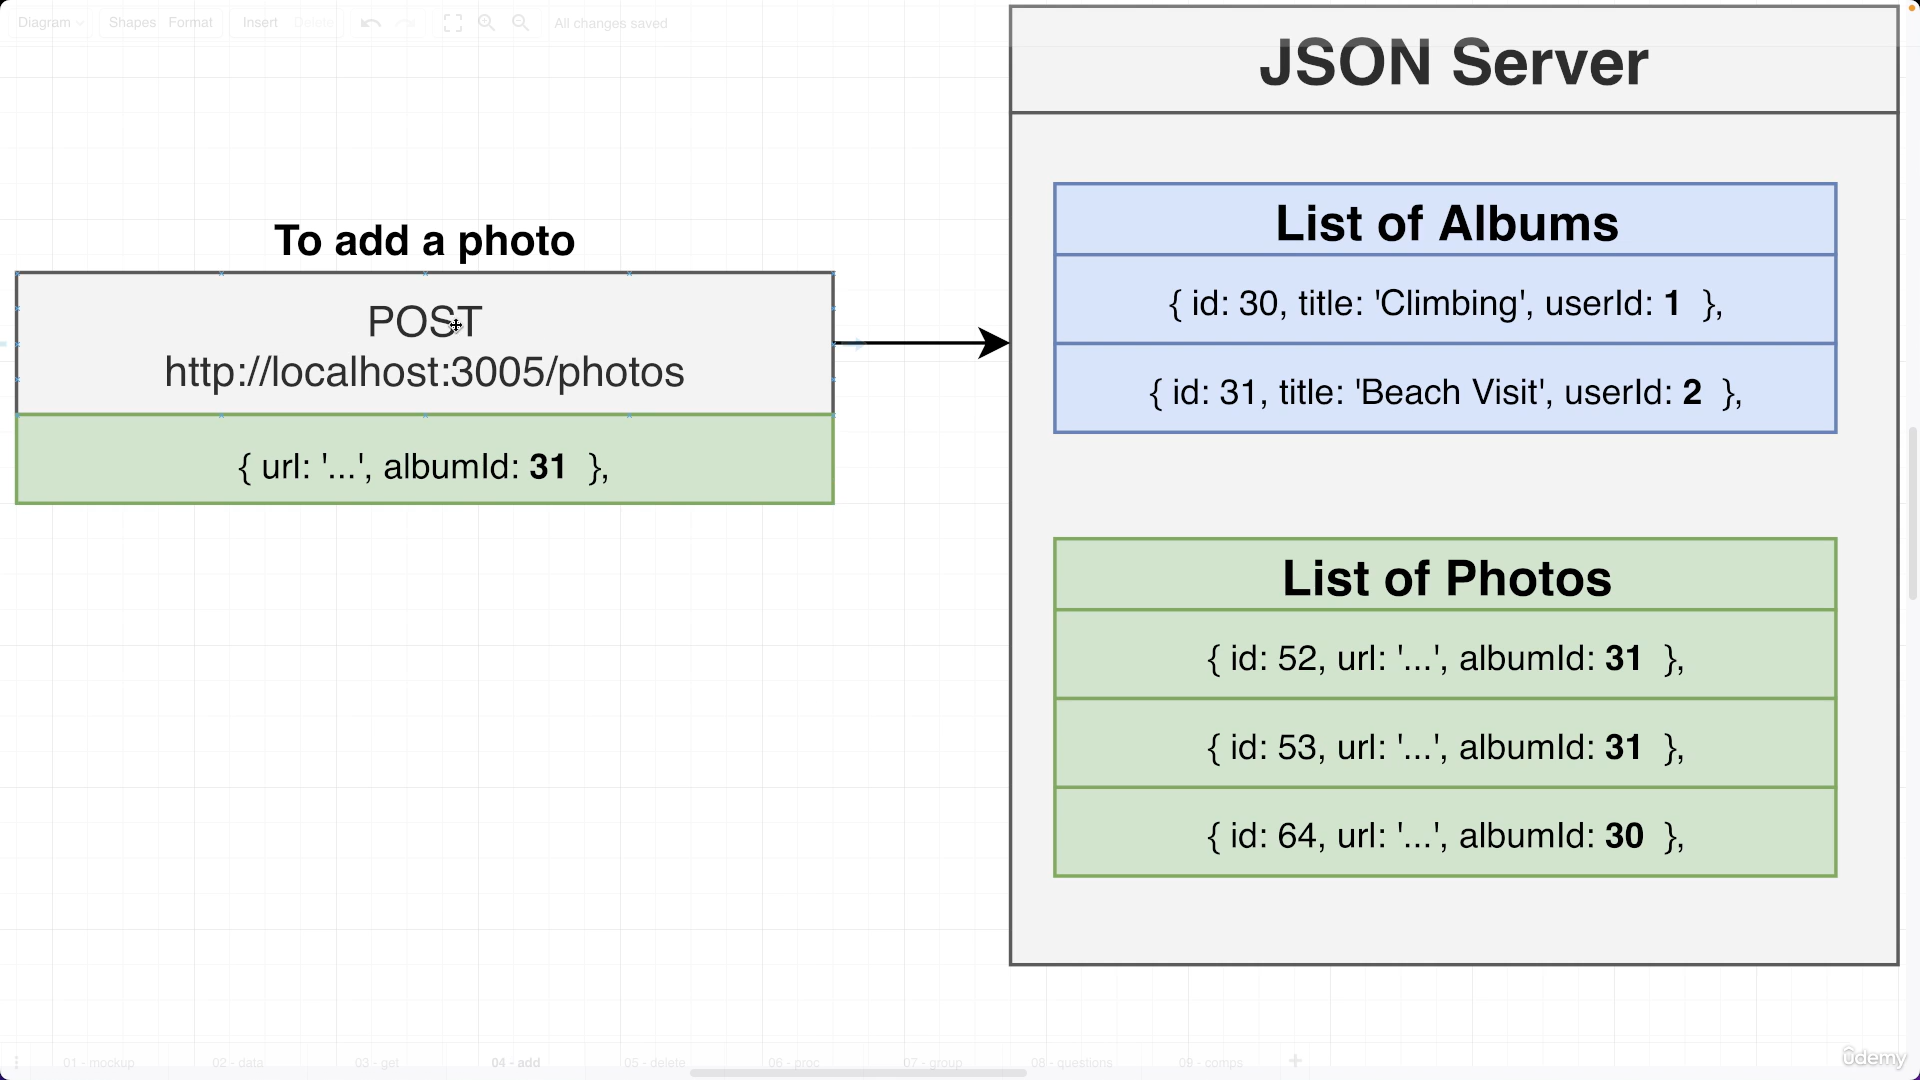 Diagram
Shapes
Format
Insert
Delete
All changes saved
JSON Server
List of Albums
{ id: 30, title: 'Climbing', userId: 1 },
{ id: 31, title: 'Beach Visit', userId: 2 },
To add a photo
POST
http://localhost:3005/photos
{ url: '...', albumId: 31 },
List of Photos
{ id: 52, url: '...', albumId: 31 },
{ id: 53, url: '...', albumId: 31 },
{ id: 64, url: '...', albumId: 30 },
01 - mockup
02 - data
03 - get
04 - add
05 - delete
06 - proc
07 - group
08 - questions
09 - comps
ûdemy